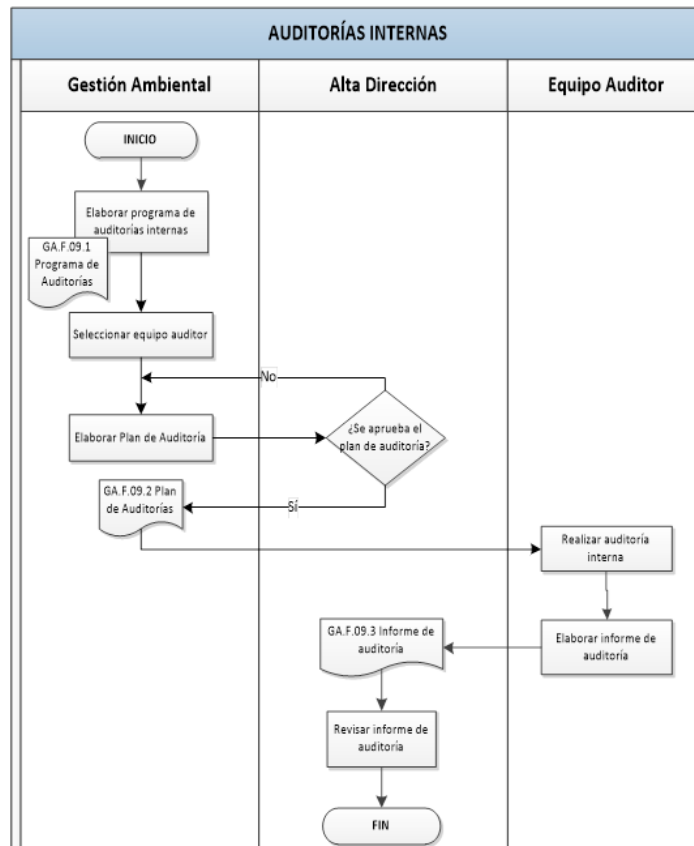 AUDITORÍAS INTERNAS
Gestión Ambiental
Alta Dirección
Equipo Auditor
INICIO
Elaborar programa de
auditorías internas
GA.F.09.1
Programa de
Auditorías
Seleccionar equipo auditor
No
Elaborar Plan de Auditoría
¿Se aprueba el
plan de auditoría?
Sí
GA.F.09.2 Plan
de Auditorías
Realizar auditoría
interna
Elaborar informe de
auditoría
GA.F.09.3 Informe de
auditoría
Revisar informe de
auditoría
FIN